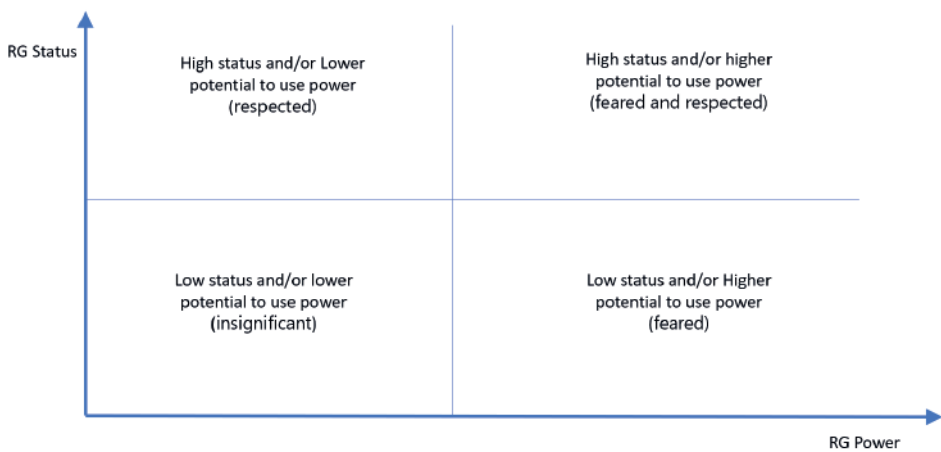 RG Status
High status and/or Lower
potential to use power
(respected)
High status and/or higher
potential to use power
(feared and respected)
Low status and/or lower
potential to use power
(insignificant)
Low status and/or Higher
potential to use power
(feared)
RG Power